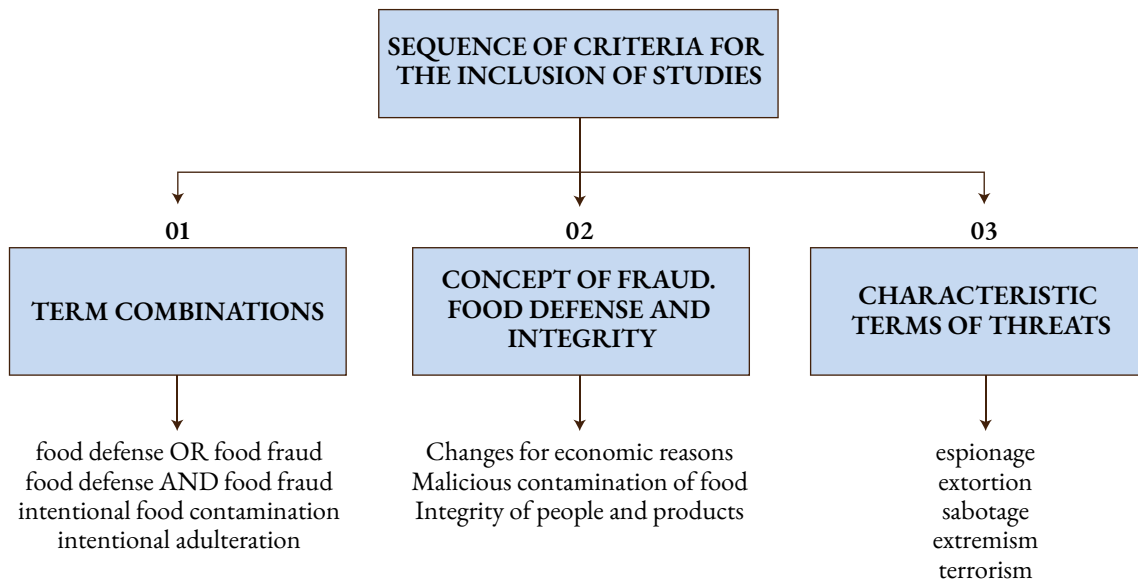 SEQUENCE OF CRITERIA FOR
THE INCLUSION OF STUDIES
01
TERM COMBINATIONS
food defense OR food fraud
food defense AND food fraud
intentional food contamination
intentional adulteration
02
CONCEPT OF FRAUD.
FOOD DEFENSE AND
INTEGRITY
Changes for economic reasons
Malicious contamination of food
Integrity of people and products
03
CHARACTERISTIC
TERMS OF THREATS
espionage
extortion
sabotage
extremism
terrorism